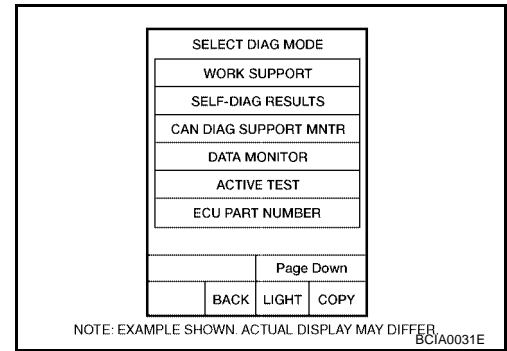 SELECT DIAG MODE
WORK SUPPORT
SELF-DIAG RESULTS
CAN DIAG SUPPORT MNTR
DATA MONITOR
ACTIVE TEST
ECU PART NUMBER
Page Down
BACK LIGHT COPY
NOTE: EXAMPLE SHOWN. ACTUAL DISPLAY MAY DIFFER.
BCIA0031E